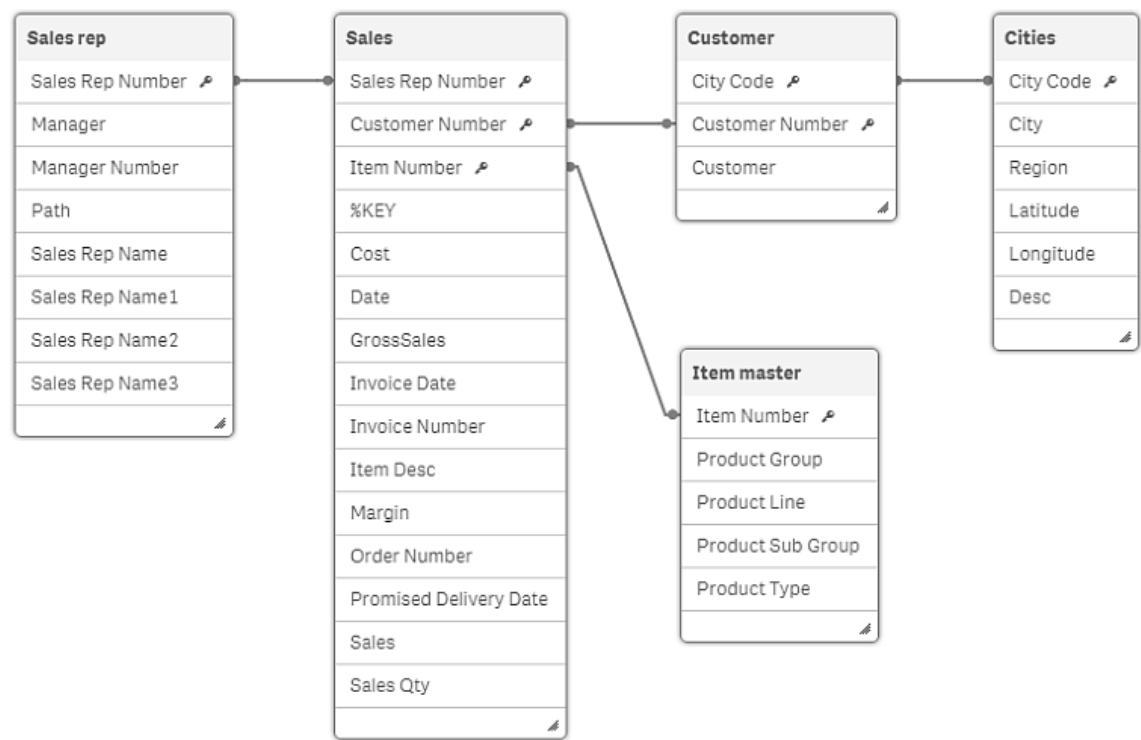 Sales rep
Sales Rep Number
Manager
Manager Number
Path
Sales Rep Name
Sales Rep Name1
Sales Rep Name2
Sales Rep Name3
Sales
Sales Rep Number
Customer Number
Item Number
%KEY
Cost
Date
GrossSales
Invoice Date
Invoice Number
Item Desc
Margin
Order Number
Promised Delivery Date
Sales
Sales Qty
Customer
City Code
Customer Number
Customer
Item master
Item Number
Product Group
Product Line
Product Sub Group
Product Type
Cities
City Code
City
Region
Latitude
Longitude
Desc